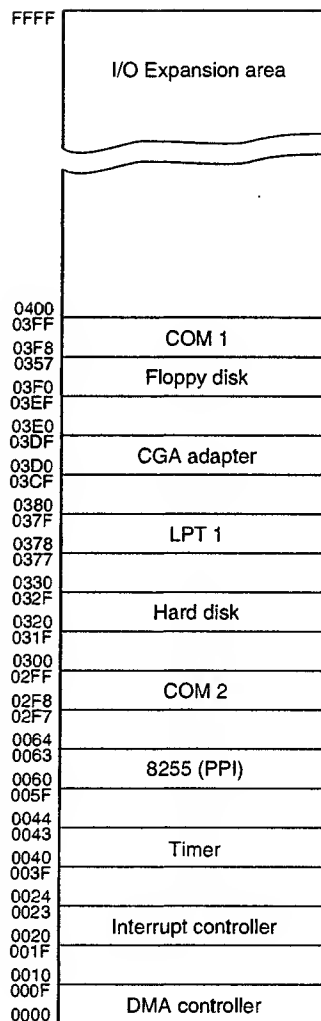 FFFF
I/O Expansion area
0400
03FF
COM 1
03F8
0357
Floppy disk
03F0
03EF
03E0
03DF
CGA adapter
03D0
03CF
0380
037F
LPT 1
0378
0377
0330
032F
Hard disk
0320
031F
0300
02FF
COM 2
02F8
02F7
0064
0063
8255 (PPI)
0060
005F
0044
0043
Timer
0040
003F
0024
0023
Interrupt controller
0020
001F
0010
000F
DMA controller
0000